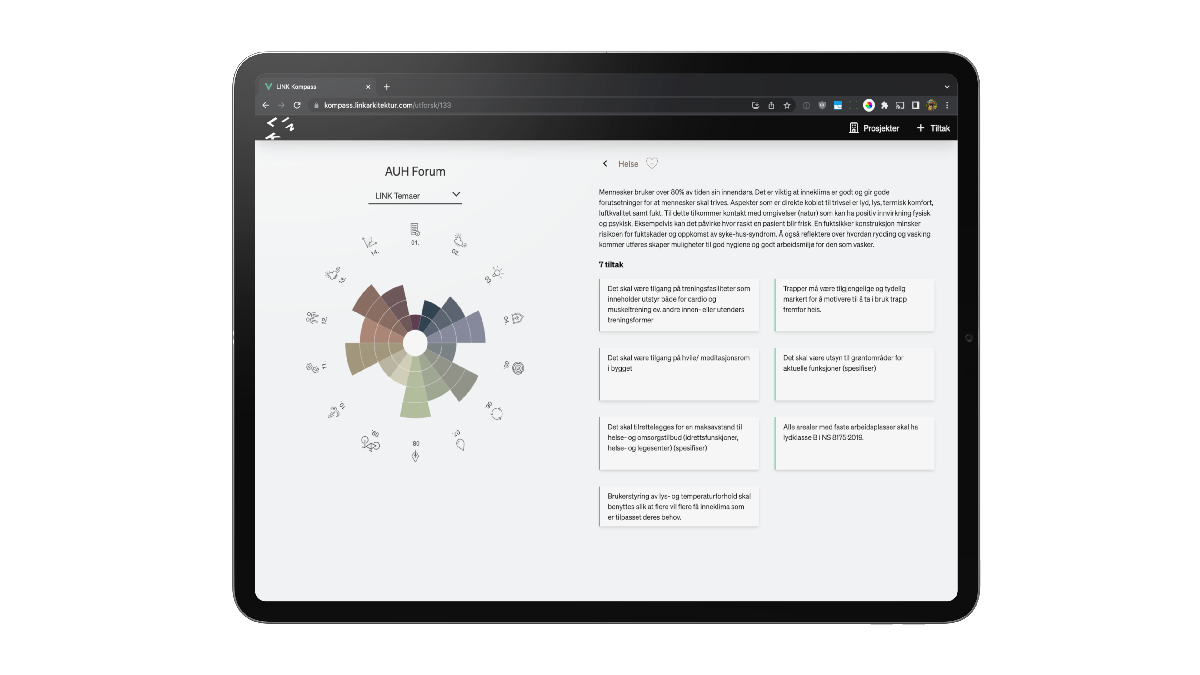 LINK Kompass
kompass.linkarkitektur.com/utforsk/133
LINK
Prosjekter
Tiltak
AUH Forum
LINK Temaer
01.
02.
03
04
05
06
07
08
09
10
11
12.
13.
14.
Helse
Mennesker bruker over 80% av tiden sin innendørs. Det er viktig at inneklima er godt og gir gode
forutsetninger for at mennesker skal trives. Aspekter som er direkte koblet til trivsel er lyd, lys, termisk komfort,
luftkvalitet samt fukt. Til dette tilkommer kontakt med omgivelser (natur) som kan ha positiv innvirkning fysisk
og psykisk. Eksempelvis kan det påvirke hvor raskt en pasient blir frisk. En fuktsikker konstruksjon minsker
risikoen for fuktskader og oppkomst av syke-hus-syndrom. Å også reflektere over hvordan rydding og vasking
kommer utføres skaper muligheter til god hygiene og godt arbeidsmiljø for den som vasker.
7 tiltak
Det skal være tilgang på treningsfasiliteter som
inneholder utstyr både for cardio og
muskeltrening ev. andre innen- eller utendørs
treningsformer
Trapper må være tilgjengelige og tydelig
markert for å motivere til å ta i bruk trapp
fremfor heis.
Det skal være tilgang på hvile/ meditasjonsrom
i bygget
Det skal være utsyn til grøntområder for
aktuelle funksjoner (spesifiser)
Det skal tilrettelegges for en maksavstand til
helse- og omsorgstilbud (idrettsfunskjoner,
helse- og legesenter) (spesifiser)
Alle arealer med faste arbeidsplasser skal ha
lydklasse B i NS 8175:2019.
Brukerstyring av lys- og temperaturforhold skal
benyttes slik at flere vil flere få inneklima som
er tilpasset deres behov.